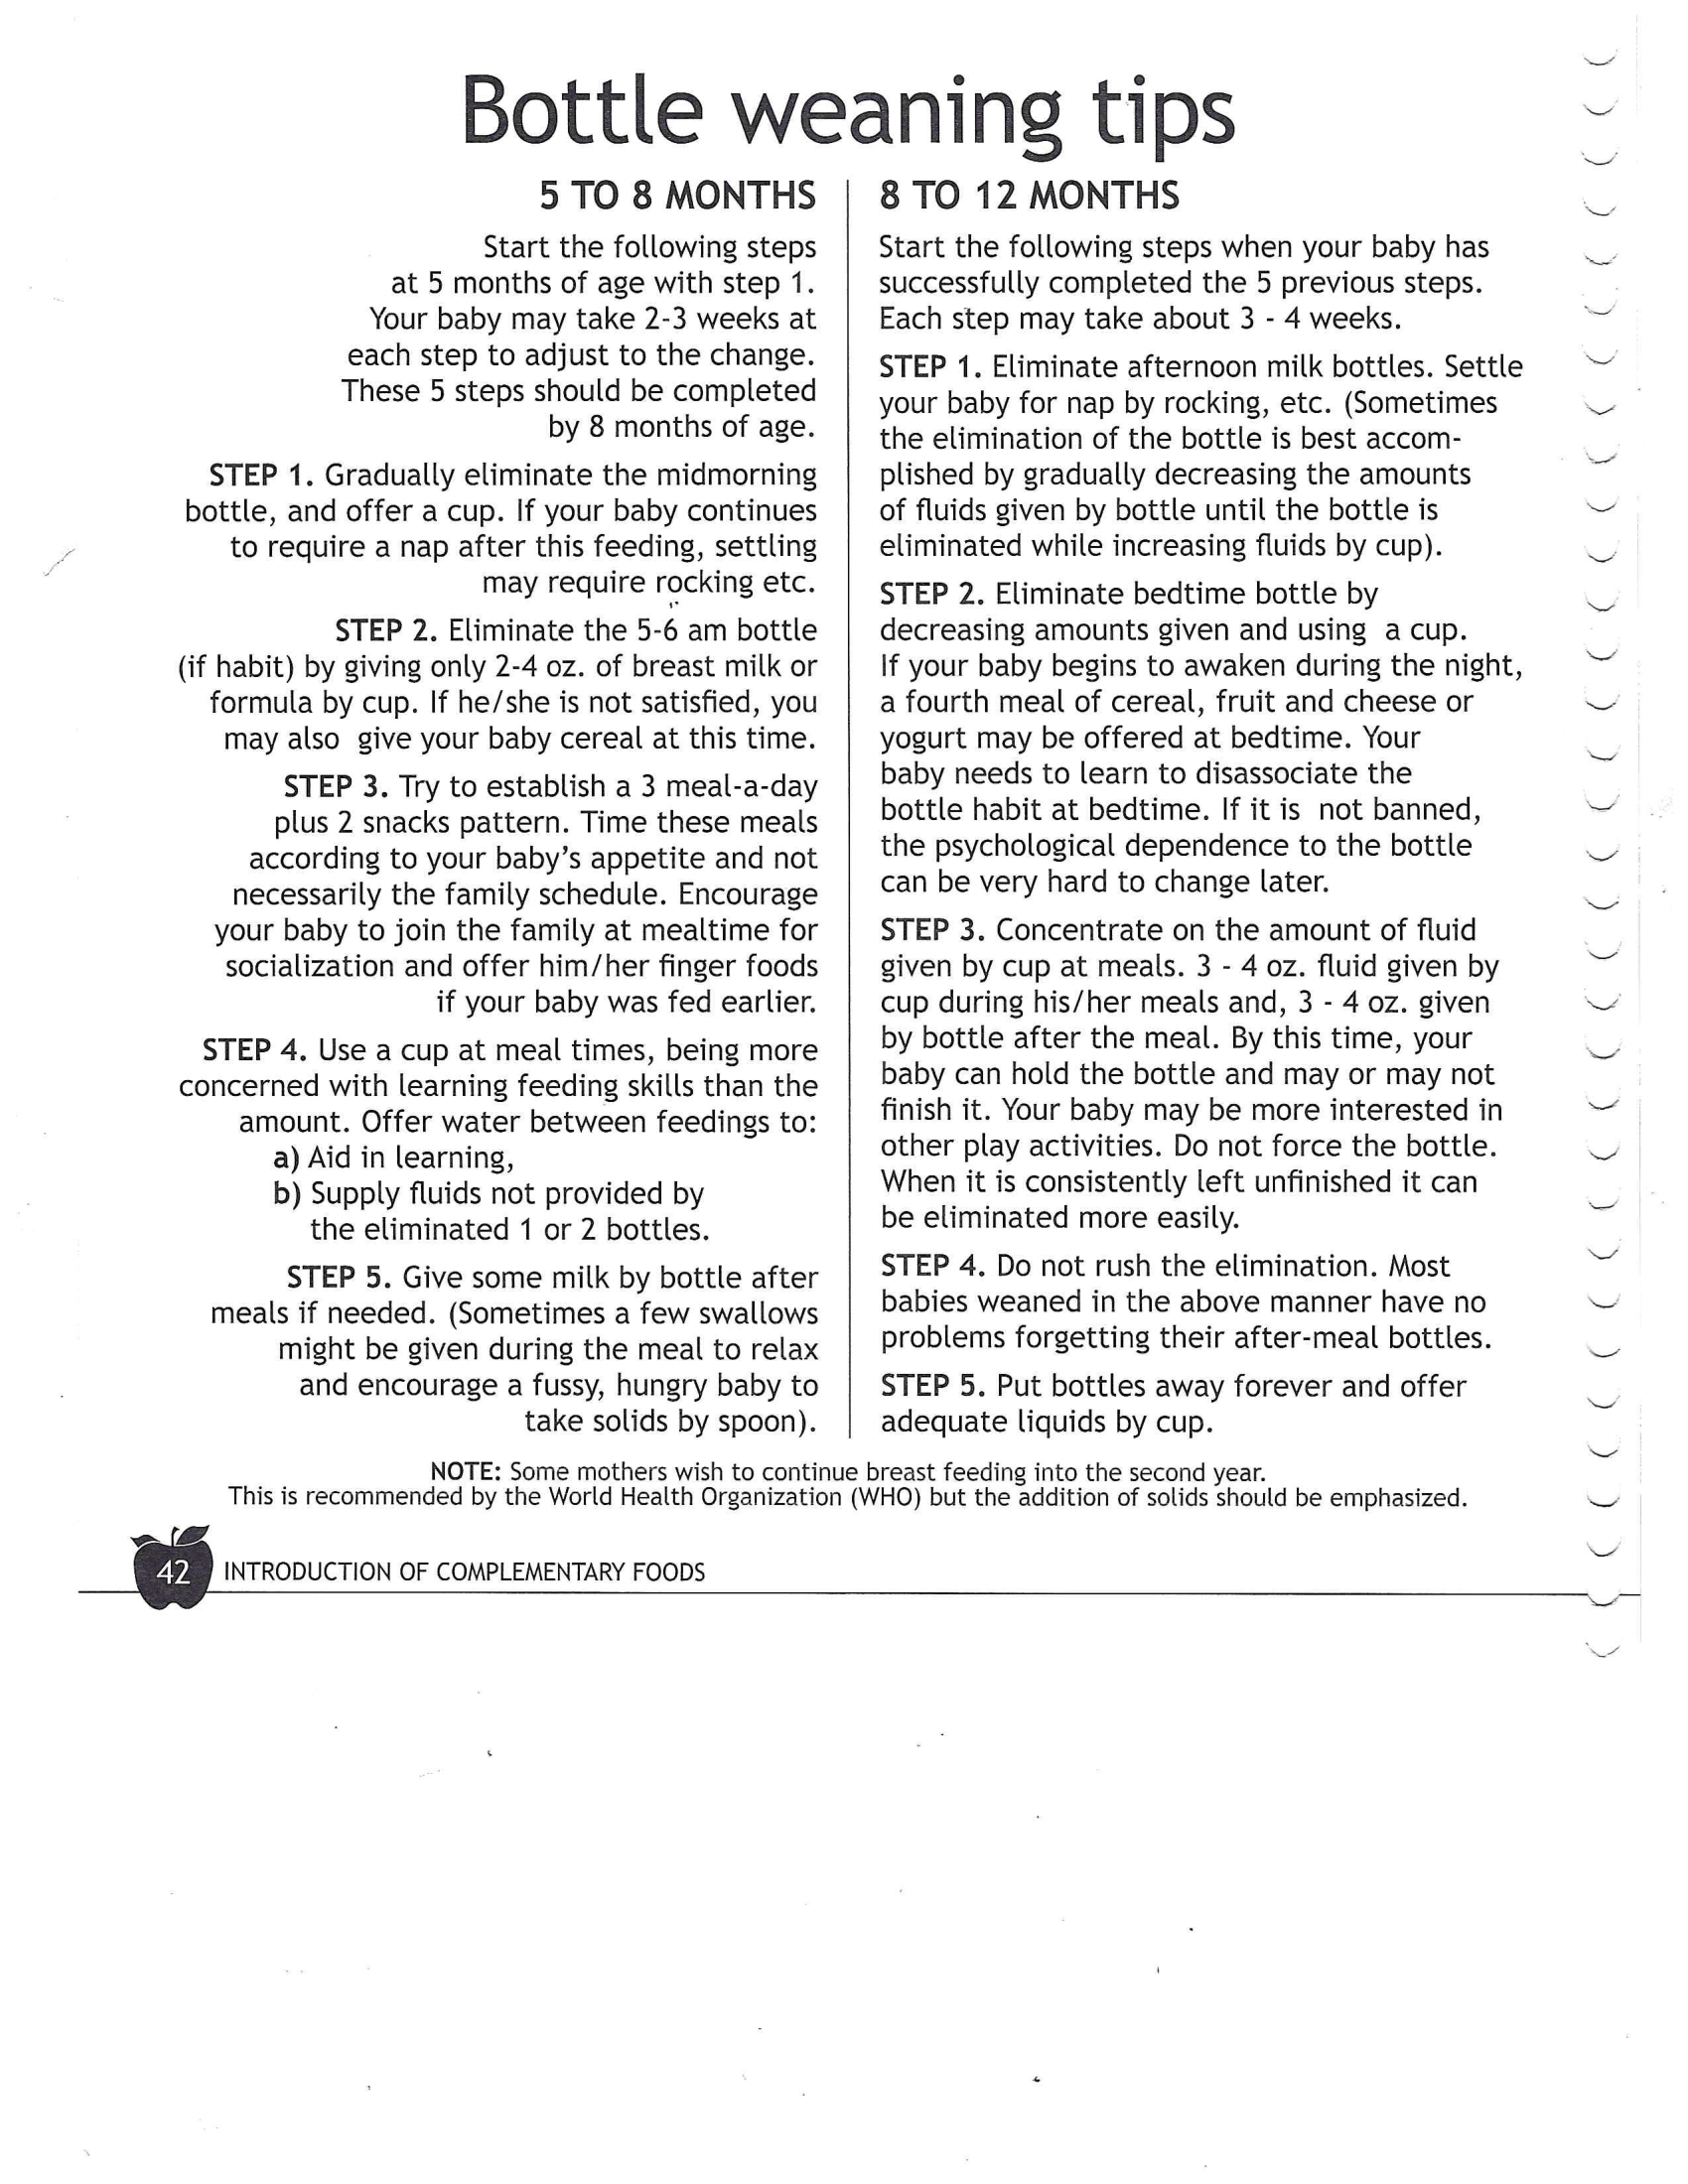 Bottle weaning tips
5 TO 8 MONTHS
Start the following steps
at 5 months of age with step 1.
Your baby may take 2-3 weeks at
each step to adjust to the change.
These 5 steps should be completed
by 8 months of age.
STEP 1. Gradually eliminate the midmorning
bottle, and offer a cup. If your baby continues
to require a nap after this feeding, settling
may require rocking etc.
STEP 2. Eliminate the 5-6 am bottle
(if habit) by giving only 2-4 oz. of breast milk or
formula by cup. If he/she is not satisfied, you
may also give your baby cereal at this time.
STEP 3. Try to establish a 3 meal-a-day
plus 2 snacks pattern. Time these meals
according to your baby's appetite and not
necessarily the family schedule. Encourage
your baby to join the family at mealtime for
socialization and offer him/her finger foods
if your baby was fed earlier.
STEP 4. Use a cup at meal times, being more
concerned with learning feeding skills than the
amount. Offer water between feedings to:
a) Aid in learning,
b) Supply fluids not provided by
the eliminated 1 or 2 bottles.
STEP 5. Give some milk by bottle after
meals if needed. (Sometimes a few swallows
might be given during the meal to relax
and encourage a fussy, hungry baby to
take solids by spoon).
8 TO 12 MONTHS
Start the following steps when your baby has
successfully completed the 5 previous steps.
Each step may take about 3 - 4 weeks.
STEP 1. Eliminate afternoon milk bottles. Settle
your baby for nap by rocking, etc. (Sometimes
the elimination of the bottle is best accom-
plished by gradually decreasing the amounts
of fluids given by bottle until the bottle is
eliminated while increasing fluids by cup).
STEP 2. Eliminate bedtime bottle by
decreasing amounts given and using a cup.
If your baby begins to awaken during the night,
a fourth meal of cereal, fruit and cheese or
yogurt may be offered at bedtime. Your
baby needs to learn to disassociate the
bottle habit at bedtime. If it is not banned,
the psychological dependence to the bottle
can be very hard to change later.
STEP 3. Concentrate on the amount of fluid
given by cup at meals. 3 - 4 oz. fluid given by
cup during his/her meals and, 3 - 4 oz. given
by bottle after the meal. By this time, your
baby can hold the bottle and may or may not
finish it. Your baby may be more interested in
other play activities. Do not force the bottle.
When it is consistently left unfinished it can
be eliminated more easily.
STEP 4. Do not rush the elimination. Most
babies weaned in the above manner have no
problems forgetting their after-meal bottles.
STEP 5. Put bottles away forever and offer
adequate liquids by cup.
NOTE: Some mothers wish to continue breast feeding into the second year.
This is recommended by the World Health Organization (WHO) but the addition of solids should be emphasized.
42 INTRODUCTION OF COMPLEMENTARY FOODS